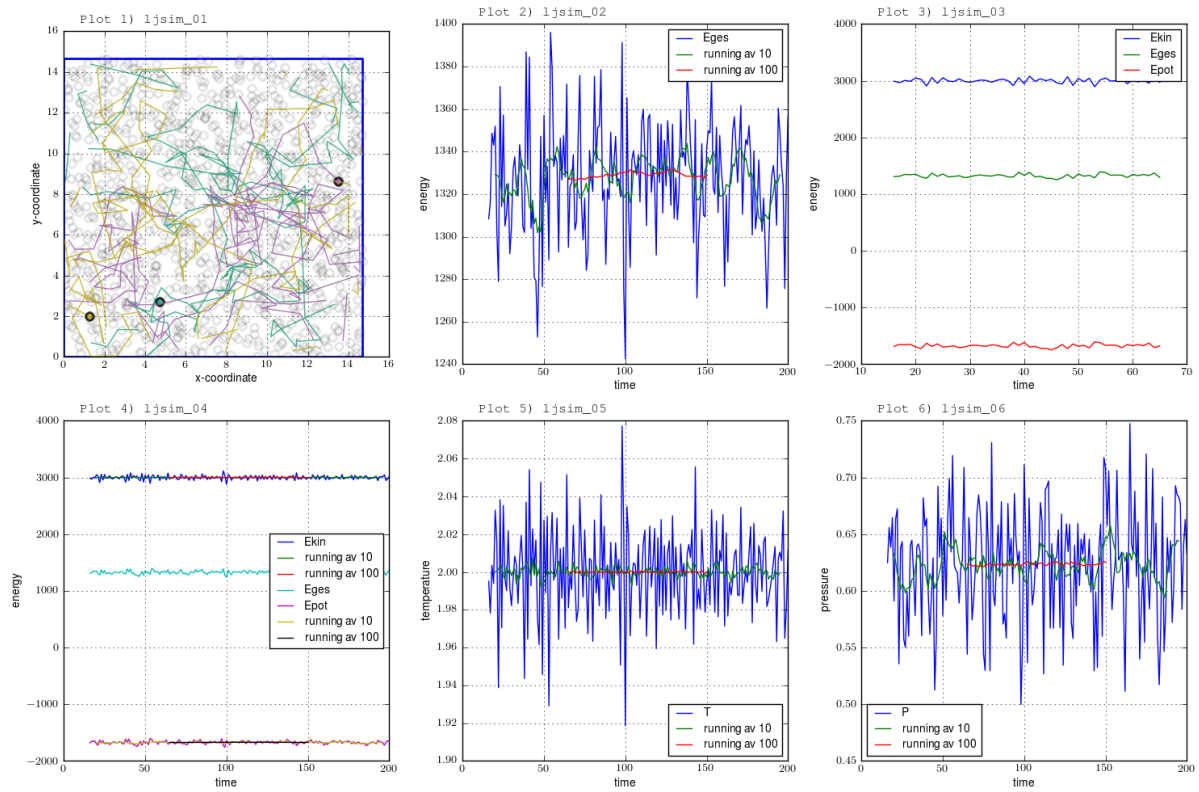 Plot 1) ljsim_01
16
14
12
10
8
6
4
2
0
y-coordinate
0 2 4 6 8 10 12 14 16
x-coordinate
Plot 2) ljsim_02
1400
1380
1360
1340
1320
1300
1280
1260
1240
energy
Eges
running av 10
running av 100
0 50 100 150 200
time
Plot 3) ljsim_03
4000
3000
2000
1000
0
−1000
−2000
energy
Ekin
Eges
Epot
10 20 30 40 50 60 70
time
Plot 4) ljsim_04
4000
3000
2000
1000
0
−1000
−2000
energy
Ekin
running av 10
running av 100
Eges
Epot
running av 10
running av 100
0 50 100 150 200
time
Plot 5) ljsim_05
2.08
2.06
2.04
2.02
2.00
1.98
1.96
1.94
1.92
1.90
temperature
T
running av 10
running av 100
0 50 100 150 200
time
Plot 6) ljsim_06
0.75
0.70
0.65
0.60
0.55
0.50
0.45
pressure
P
running av 10
running av 100
0 50 100 150 200
time